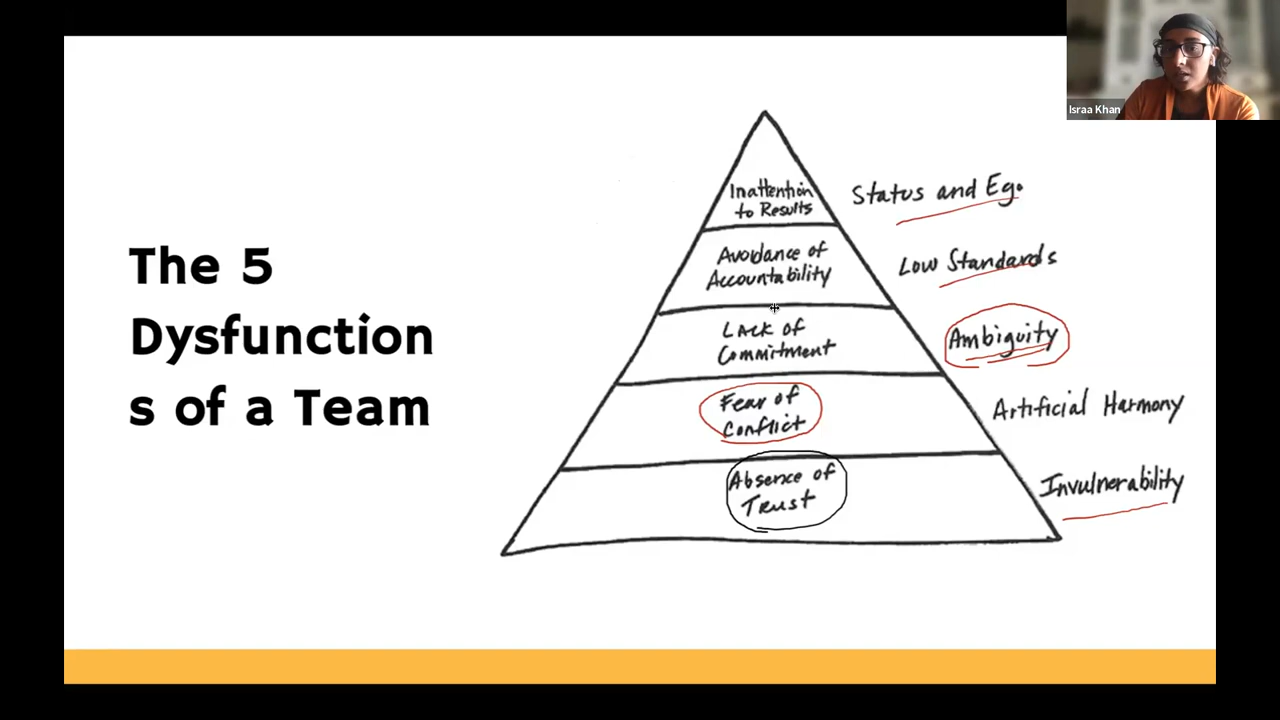 Israa Khan
The 5
Dysfunction
s of a Team
Inattention
to Results
Status and Ego
Avoidance of
Accountability
Low Standards
Lack of
Commitment
Ambiguity
Fear of
Conflict
Artificial Harmony
Absence of
Trust
Invulnerability